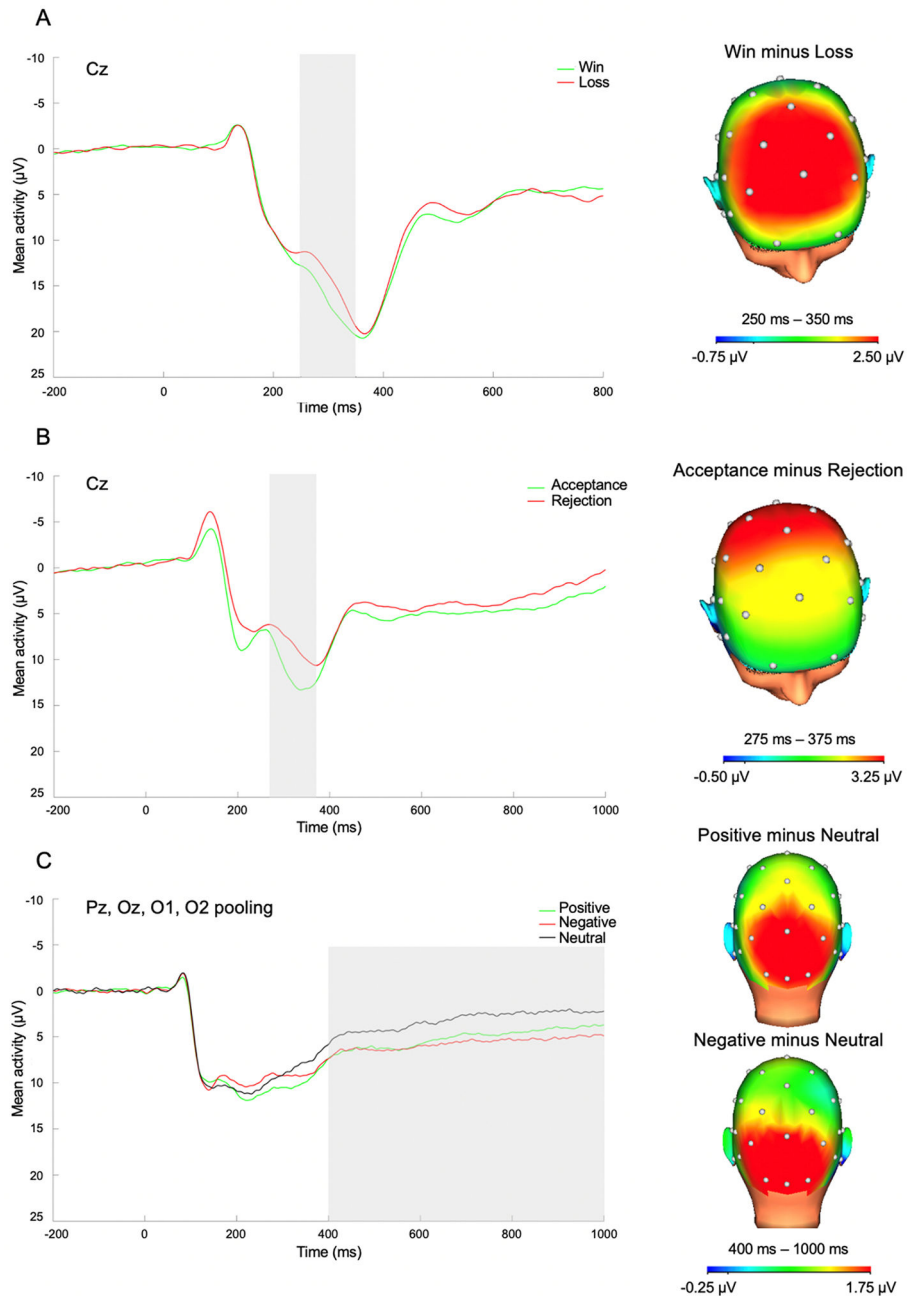 A
Cz
Win
Loss
-10
-5
0
5
10
15
20
25
Mean activity (µV)
-200
0
200
400
600
800
Time (ms)
Win minus Loss
250 ms – 350 ms
-0.75 µV
2.50 µV
B
Cz
Acceptance
Rejection
-10
-5
0
5
10
15
20
25
Mean activity (µV)
-200
0
200
400
600
800
1000
Time (ms)
Acceptance minus Rejection
275 ms – 375 ms
-0.50 µV
3.25 µV
C
Pz, Oz, O1, O2 pooling
Positive
Negative
Neutral
-10
-5
0
5
10
15
20
25
Mean activity (µV)
-200
0
200
400
600
800
1000
Time (ms)
Positive minus Neutral
Negative minus Neutral
400 ms – 1000 ms
-0.25 µV
1.75 µV